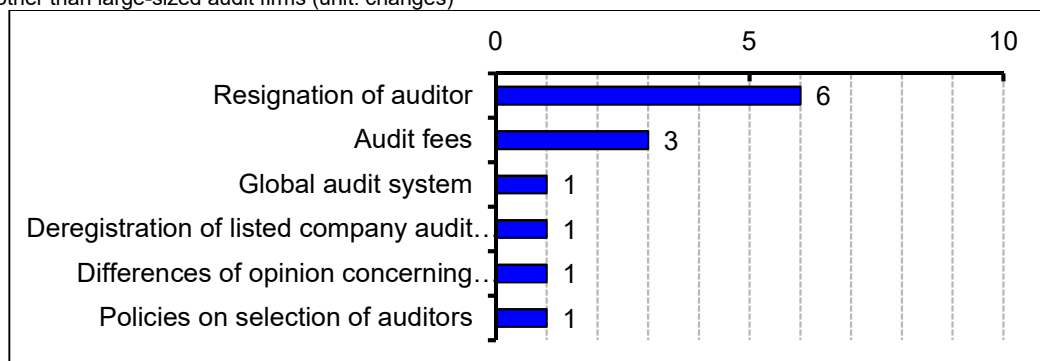 other than large-sized audit firms (unit: changes)
0 5 10
Resignation of auditor 6
Audit fees 3
Global audit system 1
Deregistration of listed company audit… 1
Differences of opinion concerning… 1
Policies on selection of auditors 1